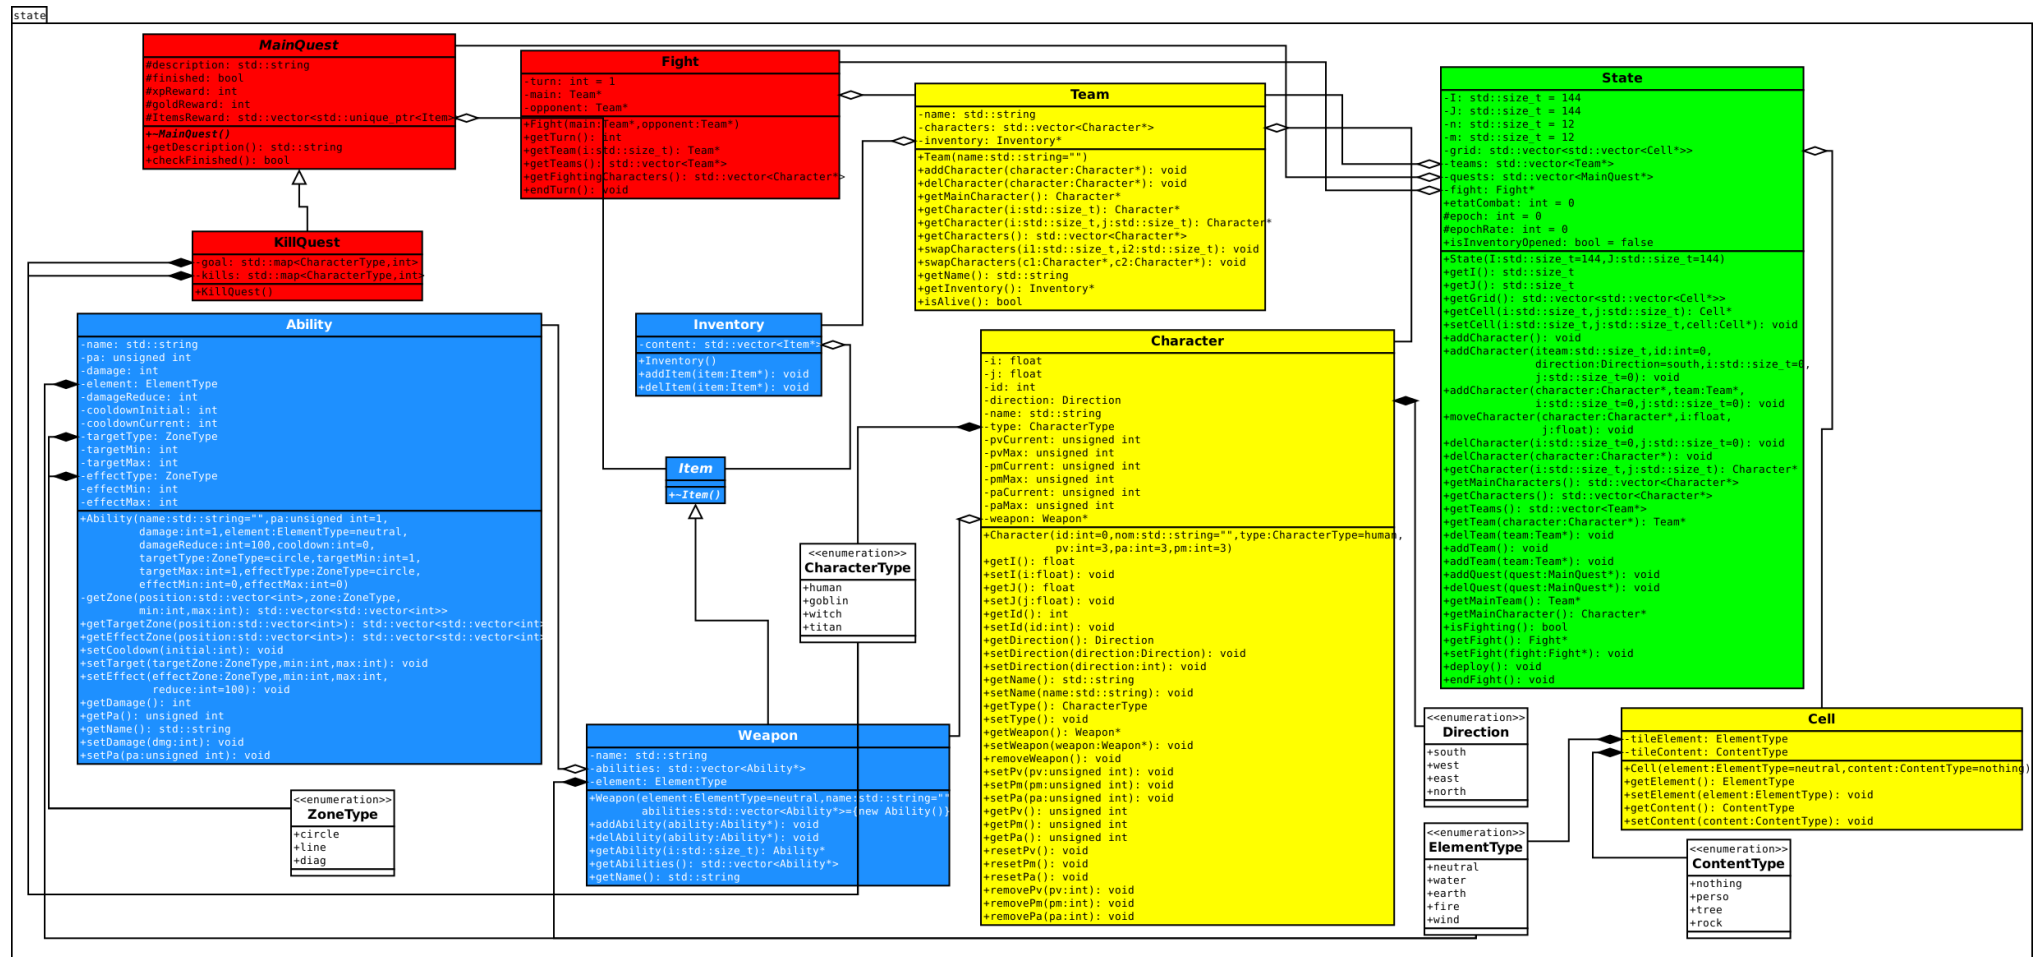 state
MainQuest
#description: std::string
#finished: bool
#xpReward: int
#goldReward: int
#ItemsReward: std::vector<std::unique_ptr<Item>
+~MainQuest()
+getDescription(): std::string
+checkFinished(): bool
Fight
-turn: int = 1
-main: Team*
-opponent: Team*
+Fight(main:Team*,opponent:Team*)
+getTurn(): int
+getTeam(i:std::size_t): Team*
+getTeams(): std::vector<Team*>
+getFightingCharacters(): std::vector<Character*>
+endTurn(): void
Team
-name: std::string
-characters: std::vector<Character*>
-inventory: Inventory*
+Team(name:std::string="")
+addCharacter(character:Character*): void
+delCharacter(character:Character*): void
+getMainCharacter(): Character*
+getCharacter(i:std::size_t): Character*
+getCharacter(i:std::size_t,j:std::size_t): Character*
+getCharacters(): std::vector<Character*>
+swapCharacters(i1:std::size_t,i2:std::size_t): void
+swapCharacters(c1:Character*,c2:Character*): void
+getName(): std::string
+getInventory(): Inventory*
+isAlive(): bool
State
-I: std::size_t = 144
-J: std::size_t = 144
-n: std::size_t = 12
-m: std::size_t = 12
-grid: std::vector<std::vector<Cell*>>
-teams: std::vector<Team*>
-quests: std::vector<MainQuest*>
-fight: Fight*
+etatCombat: int = 0
#epoch: int = 0
#epochRate: int = 0
+isInventoryOpened: bool = false
+State(I:std::size_t=144,J:std::size_t=144)
+getI(): std::size_t
+getJ(): std::size_t
+getGrid(): std::vector<std::vector<Cell*>>
+getCell(i:std::size_t,j:std::size_t): Cell*
+setCell(i:std::size_t,j:std::size_t,cell:Cell*): void
+addCharacter(): void
+addCharacter(iteam:std::size_t,id:int=0,
direction:Direction=south,i:std::size_t=0,
j:std::size_t=0): void
+addCharacter(character:Character*,team:Team*,
i:std::size_t=0,j:std::size_t=0): void
+moveCharacter(character:Character*,i:float,
j:float): void
+delCharacter(i:std::size_t=0,j:std::size_t=0): void
+delCharacter(character:Character*): void
+getCharacter(i:std::size_t,j:std::size_t): Character*
+getMainCharacters(): std::vector<Character*>
+getCharacters(): std::vector<Character*>
+getTeams(): std::vector<Team*>
+getTeam(character:Character*): Team*
+delTeam(team:Team*): void
+addTeam(): void
+addTeam(team:Team*): void
+addQuest(quest:MainQuest*): void
+delQuest(quest:MainQuest*): void
+getMainTeam(): Team*
+getMainCharacter(): Character*
+isFighting(): bool
+getFight(): Fight*
+setFight(fight:Fight*): void
+deploy(): void
+endFight(): void
KillQuest
-goal: std::map<CharacterType,int>
-kills: std::map<CharacterType,int>
+KillQuest()
Ability
-name: std::string
-pa: unsigned int
-damage: int
-element: ElementType
-damageReduce: int
-cooldownInitial: int
-cooldownCurrent: int
-targetType: ZoneType
-targetMin: int
-targetMax: int
-effectType: ZoneType
-effectMin: int
-effectMax: int
+Ability(name:std::string="",pa:unsigned int=1,
damage:int=1,element:ElementType=neutral,
damageReduce:int=100,cooldown:int=0,
targetType:ZoneType=circle,targetMin:int=1,
targetMax:int=1,effectType:ZoneType=circle,
effectMin:int=0,effectMax:int=0)
-getZone(position:std::vector<int>,zone:ZoneType,
min:int,max:int): std::vector<std::vector<int>>
+getTargetZone(position:std::vector<int>): std::vector<std::vector<int>
+getEffectZone(position:std::vector<int>): std::vector<std::vector<int>
+setCooldown(initial:int): void
+setTarget(targetZone:ZoneType,min:int,max:int): void
+setEffect(effectZone:ZoneType,min:int,max:int,
reduce:int=100): void
+getDamage(): int
+getPa(): unsigned int
+getName(): std::string
+setDamage(dmg:int): void
+setPa(pa:unsigned int): void
Inventory
-content: std::vector<Item*>
+Inventory()
+addItem(item:Item*): void
+delItem(item:Item*): void
Item
+~Item()
Character
-i: float
-j: float
-id: int
-direction: Direction
-name: std::string
-type: CharacterType
-pvCurrent: unsigned int
-pvMax: unsigned int
-pmCurrent: unsigned int
-pmMax: unsigned int
-paCurrent: unsigned int
-paMax: unsigned int
-weapon: Weapon*
+Character(id:int=0,nom:std::string="",type:CharacterType=human,
pv:int=3,pa:int=3,pm:int=3)
+getI(): float
+setI(i:float): void
+getJ(): float
+setJ(j:float): void
+getId(): int
+setId(id:int): void
+getDirection(): Direction
+setDirection(direction:Direction): void
+setDirection(direction:int): void
+getName(): std::string
+setName(name:std::string): void
+getType(): CharacterType
+setType(): void
+getWeapon(): Weapon*
+setWeapon(weapon:Weapon*): void
+removeWeapon(): void
+setPv(pv:unsigned int): void
+setPm(pm:unsigned int): void
+setPa(pa:unsigned int): void
+getPv(): unsigned int
+getPm(): unsigned int
+getPa(): unsigned int
+resetPv(): void
+resetPm(): void
+resetPa(): void
+removePv(pv:int): void
+removePm(pm:int): void
+removePa(pa:int): void
<<enumeration>>
CharacterType
+human
+goblin
+witch
+titan
Weapon
-name: std::string
-abilities: std::vector<Ability*>
-element: ElementType
+Weapon(element:ElementType=neutral,name:std::string=""
abilities:std::vector<Ability*>={new Ability()}
+addAbility(ability:Ability*): void
+delAbility(ability:Ability*): void
+getAbility(i:std::size_t): Ability*
+getAbilities(): std::vector<Ability*>
+getName(): std::string
<<enumeration>>
ZoneType
+circle
+line
+diag
<<enumeration>>
Direction
+south
+west
+east
+north
Cell
-tileElement: ElementType
-tileContent: ContentType
+Cell(element:ElementType=neutral,content:ContentType=nothing)
+getElement(): ElementType
+setElement(element:ElementType): void
+getContent(): ContentType
+setContent(content:ContentType): void
<<enumeration>>
ElementType
+neutral
+water
+earth
+fire
+wind
<<enumeration>>
ContentType
+nothing
+perso
+tree
+rock